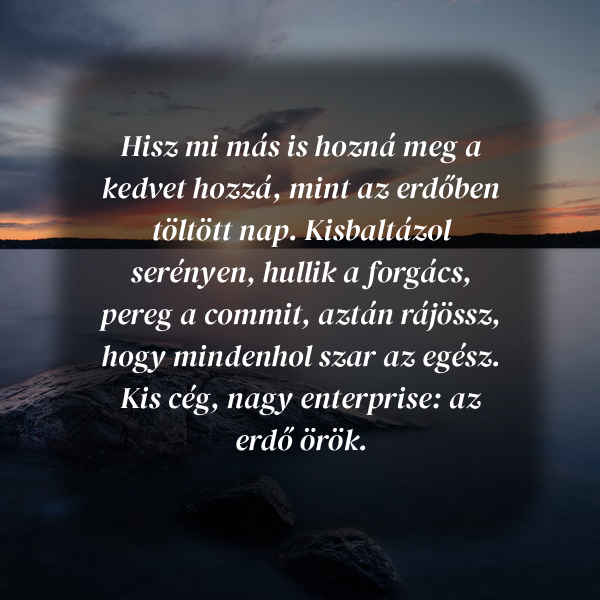 Hisz mi más is hozná meg a
kedvet hozzá, mint az erdőben
töltött nap. Kisbaltázol
serényen, hullik a forgács,
pereg a commit, aztán rájössz,
hogy mindenhol szar az egész.
Kis cég, nagy enterprise: az
erdő örök.